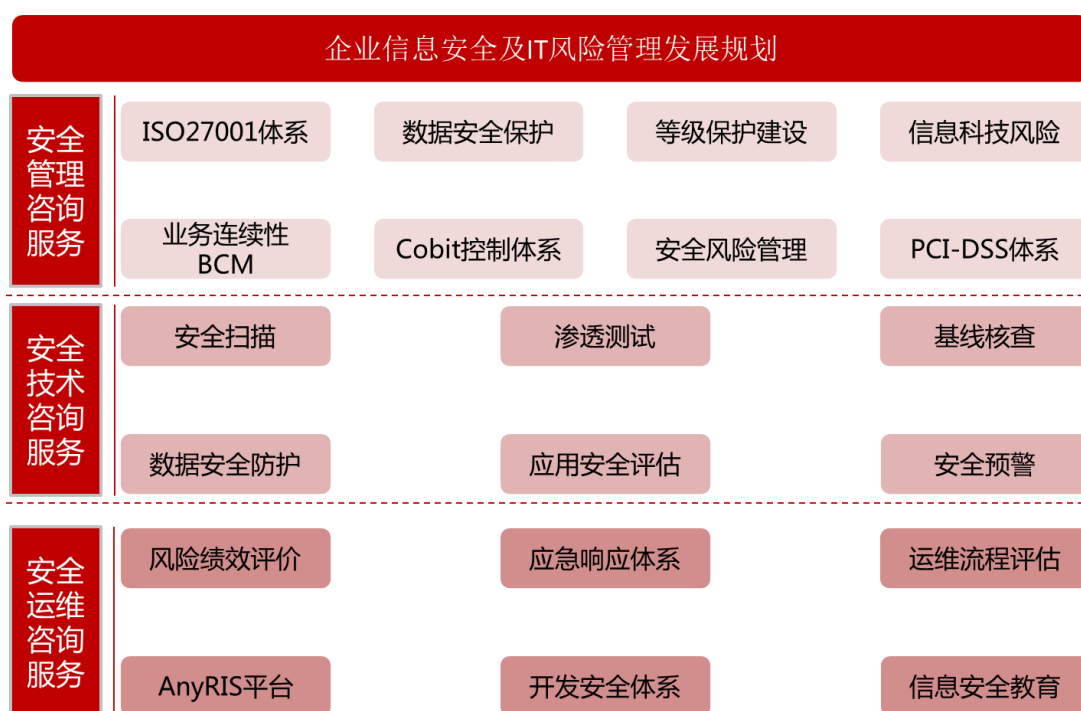 企业信息安全及IT风险管理发展规划
安全
管理
咨询
服务
ISO27001体系
数据安全保护
等级保护建设
信息科技风险
业务连续性
BCM
Cobit控制体系
安全风险管理
PCI-DSS体系
安全
技术
咨询
服务
安全扫描
渗透测试
基线核查
数据安全防护
应用安全评估
安全预警
安全
运维
咨询
服务
风险绩效评价
应急响应体系
运维流程评估
AnyRIS平台
开发安全体系
信息安全教育